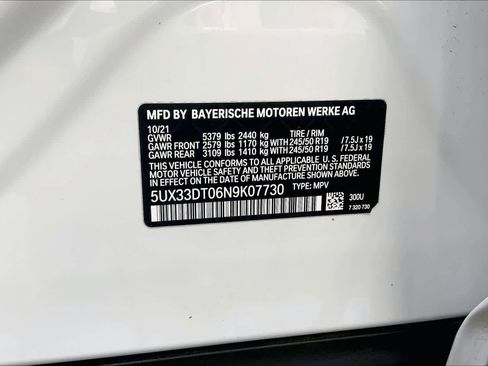 MFD BY BAYERISCHE MOTOREN WERKE AG
10/21
GVWR 5379 lbs 2440 kg TIRE / RIM
GAWR FRONT 2579 lbs 1170 kg WITH 245/50 R19 /7.5J x 19
GAWR REAR 3109 lbs 1410 kg WITH 245/50 R19 /7.5J x 19
THIS VEHICLE CONFORMS TO ALL APPLICABLE U.S. FEDERAL
MOTOR VEHICLE SAFETY, BUMPER, AND THEFT PREVENTION
STANDARDS IN EFFECT ON THE DATE OF MANUFACTURE SHOWN ABOVE.
5UX33DT06N9K07730 TYPE: MPV
300U
7 320 730